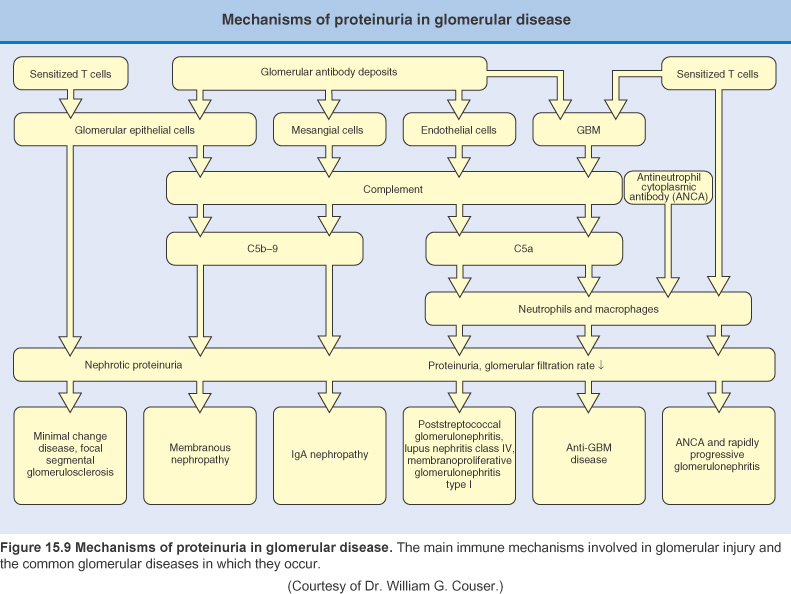 Mechanisms of proteinuria in glomerular disease
Sensitized T cells
Glomerular antibody deposits
Sensitized T cells
Glomerular epithelial cells
Mesangial cells
Endothelial cells
GBM
Complement
Antineutrophil
cytoplasmic
antibody (ANCA)
C5b–9
C5a
Neutrophils and macrophages
Nephrotic proteinuria
Proteinuria, glomerular filtration rate ↓
Minimal change
disease, focal
segmental
glomerulosclerosis
Membranous
nephropathy
IgA nephropathy
Poststreptococcal
glomerulonephritis,
lupus nephritis class IV,
membranoproliferative
glomerulonephritis
type I
Anti-GBM
disease
ANCA and rapidly
progressive
glomerulonephritis
Figure 15.9 Mechanisms of proteinuria in glomerular disease. The main immune mechanisms involved in glomerular injury and
the common glomerular diseases in which they occur.
(Courtesy of Dr. William G. Couser.)